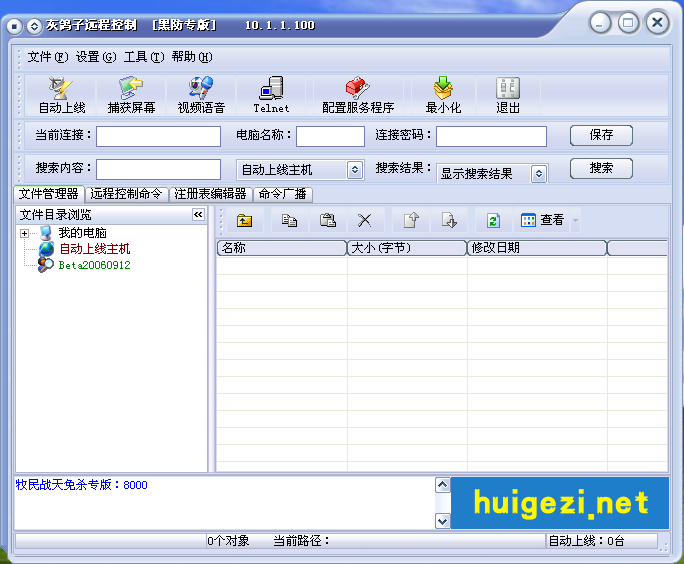 灰鸽子远程控制 [黑防专版] 10.1.1.100
文件(F) 设置(G) 工具(T) 帮助(H)
自动上线 捕获屏幕 视频语音 Telnet 配置服务程序 最小化 退出
当前连接： 电脑名称： 连接密码： 保存
搜索内容： 自动上线主机 搜索结果： 显示搜索结果 搜索
文件管理器 远程控制命令 注册表编辑器 命令广播
文件目录浏览 查看
我的电脑
自动上线主机
Beta20060912
名称 大小(字节) 修改日期
牧民战天免杀专版：8000
huigezi.net
0个对象 当前路径： 自动上线：0台